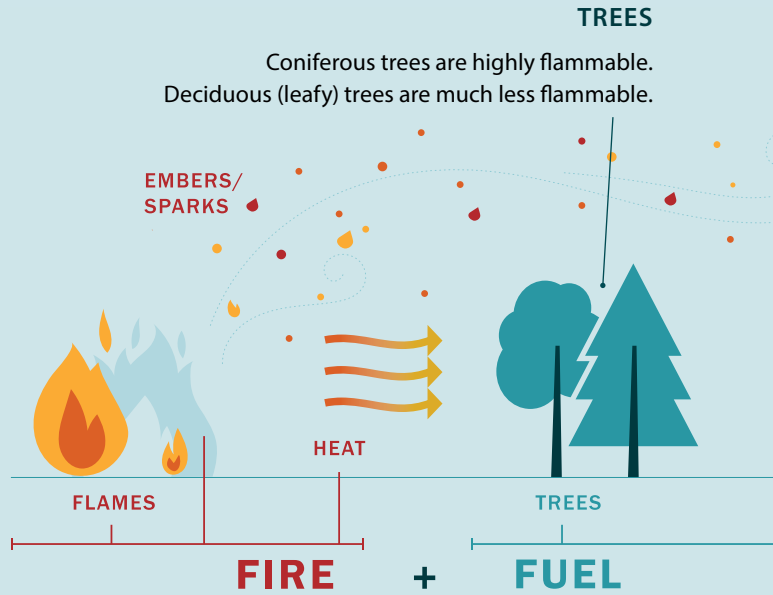 TREES
Coniferous trees are highly flammable.
Deciduous (leafy) trees are much less flammable.
EMBERS/
SPARKS
HEAT
FLAMES
TREES
FIRE + FUEL